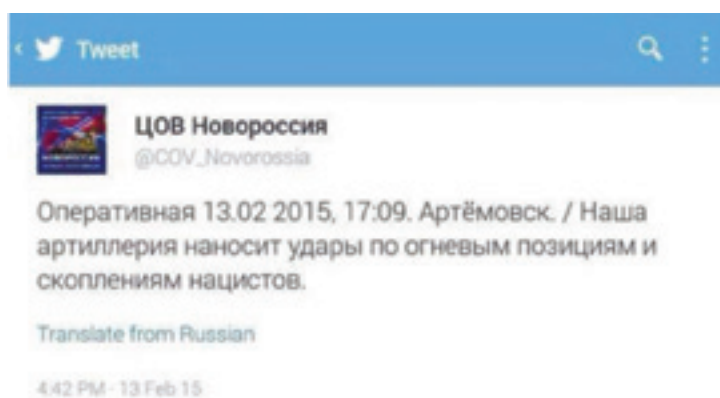 Tweet
ЦОВ Новороссия
@COV_Novorossia
Оперативная 13.02 2015, 17:09. Артёмовск. / Наша
артиллерия наносит удары по огневым позициям и
скоплениям нацистов.
Translate from Russian
4:42 PM · 13 Feb 15